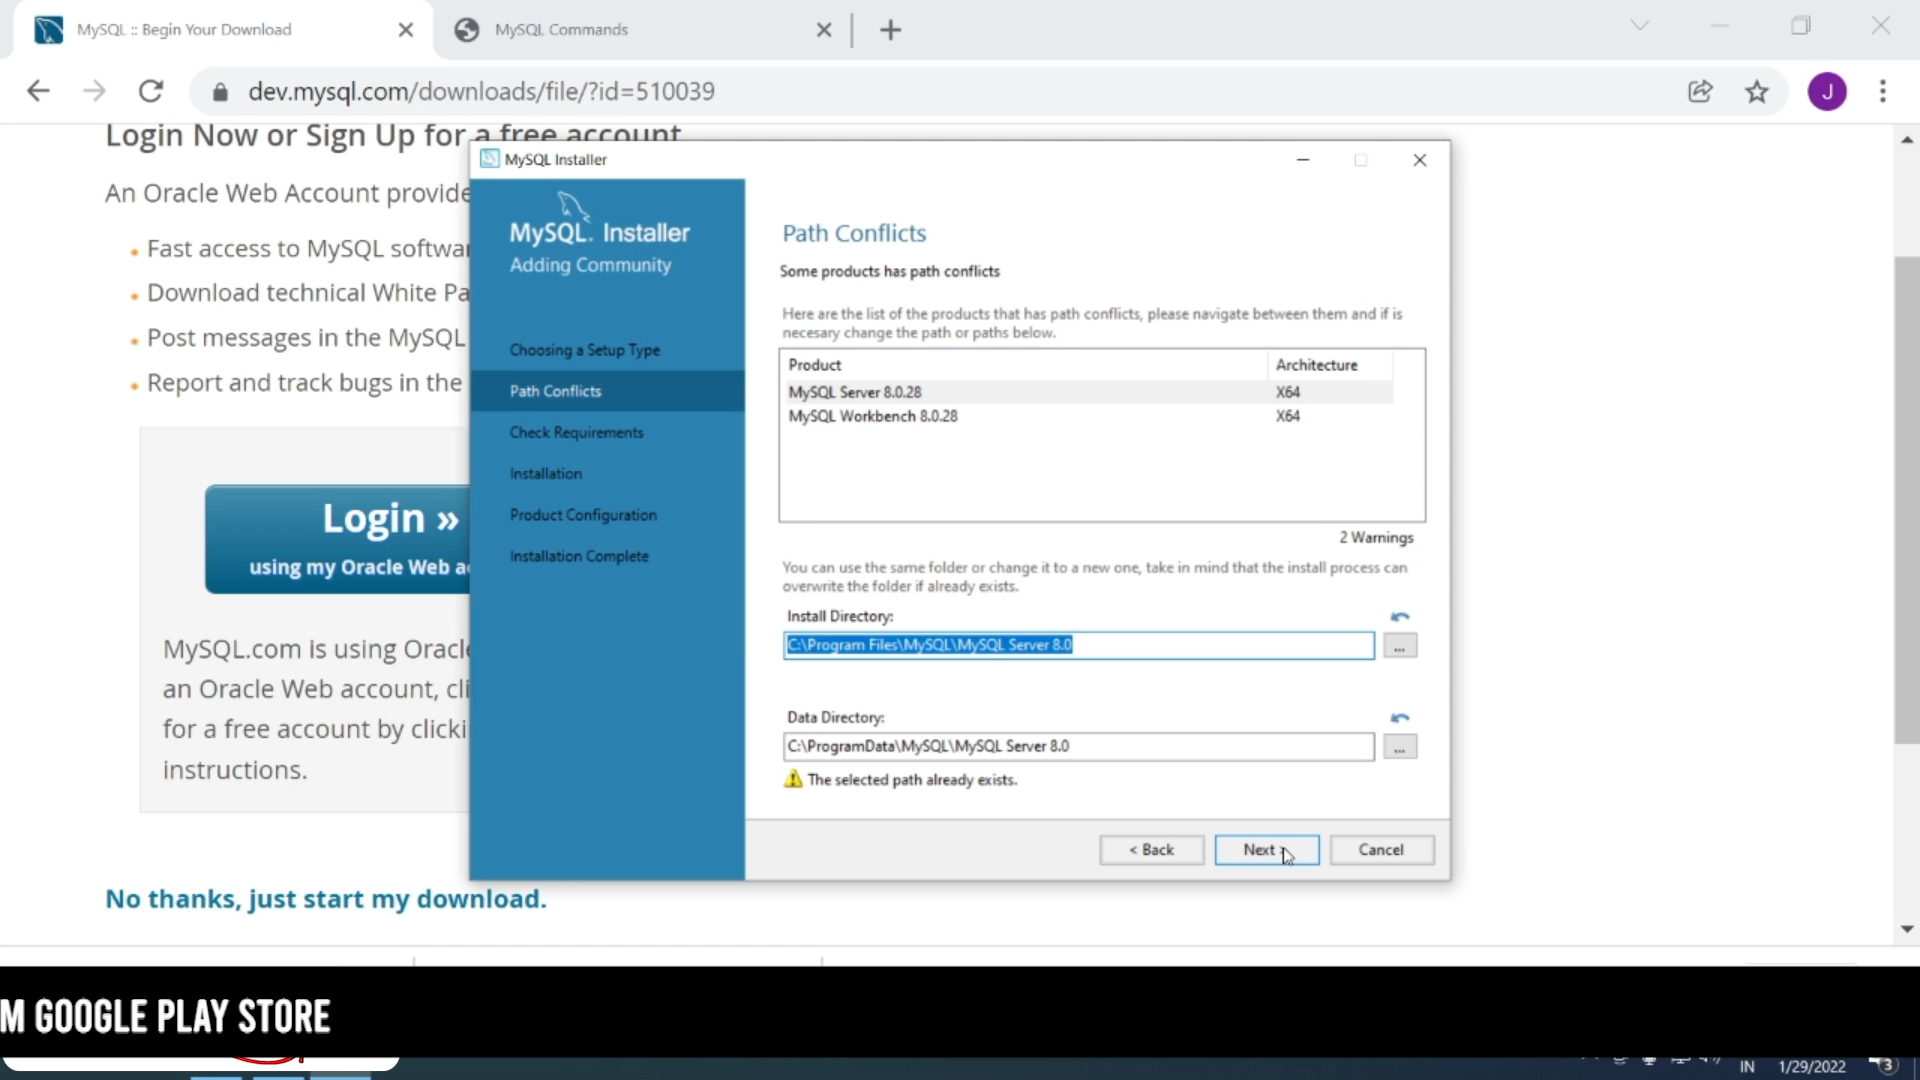 MySQL :: Begin Your Download
MySQL Commands
dev.mysql.com/downloads/file/?id=510039
J
Login Now or Sign Up for a free account
An Oracle Web Account provide
Fast access to MySQL softwar
Download technical White Pa
Post messages in the MySQL
Report and track bugs in the
Login »
using my Oracle Web a
MySQL.com is using Oracle
an Oracle Web account, cli
for a free account by clicki
instructions.
No thanks, just start my download.
MySQL Installer
MySQL. Installer
Adding Community
Choosing a Setup Type
Path Conflicts
Check Requirements
Installation
Product Configuration
Installation Complete
Path Conflicts
Some products has path conflicts
Here are the list of the products that has path conflicts, please navigate between them and if is
necesary change the path or paths below.
Product Architecture
MySQL Server 8.0.28 X64
MySQL Workbench 8.0.28 X64
2 Warnings
You can use the same folder or change it to a new one, take in mind that the install process can
overwrite the folder if already exists.
Install Directory:
C:\Program Files\MySQL\MySQL Server 8.0
...
Data Directory:
C:\ProgramData\MySQL\MySQL Server 8.0
...
The selected path already exists.
< Back
Next >
Cancel
M GOOGLE PLAY STORE
IN
1/29/2022
3